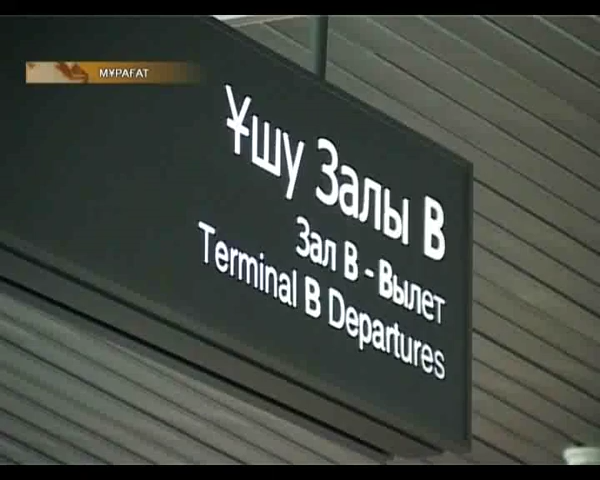 МҰРАҒАТ
Ұшу Залы В
Зал В - Вылет
Terminal B Departures